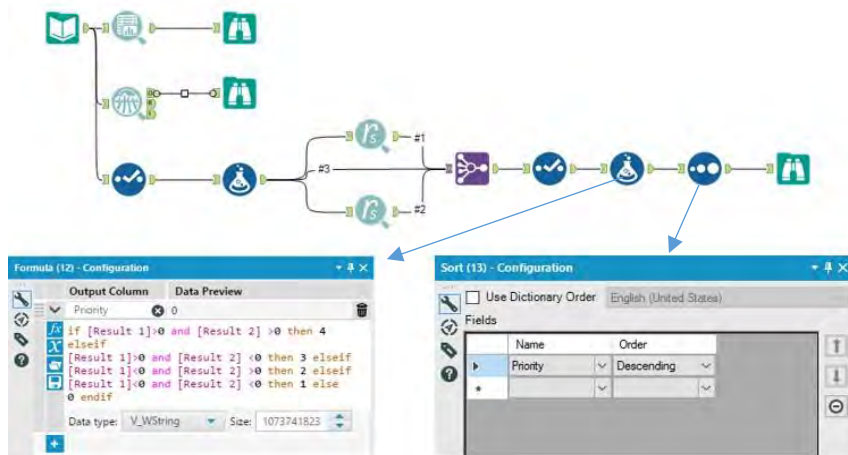 #1
#3
#2
Formula (12) - Configuration
Output Column Data Preview
Priority 0
if [Result 1]>0 and [Result 2] >0 then 4
elseif
[Result 1]>0 and [Result 2] <0 then 3 elseif
[Result 1]<0 and [Result 2] >0 then 2 elseif
[Result 1]<0 and [Result 2] <0 then 1 else
0 endif
Data type: V_WString Size: 1073741823
Sort (13) - Configuration
Use Dictionary Order English (United States)
Fields
Name Order
Priority Descending